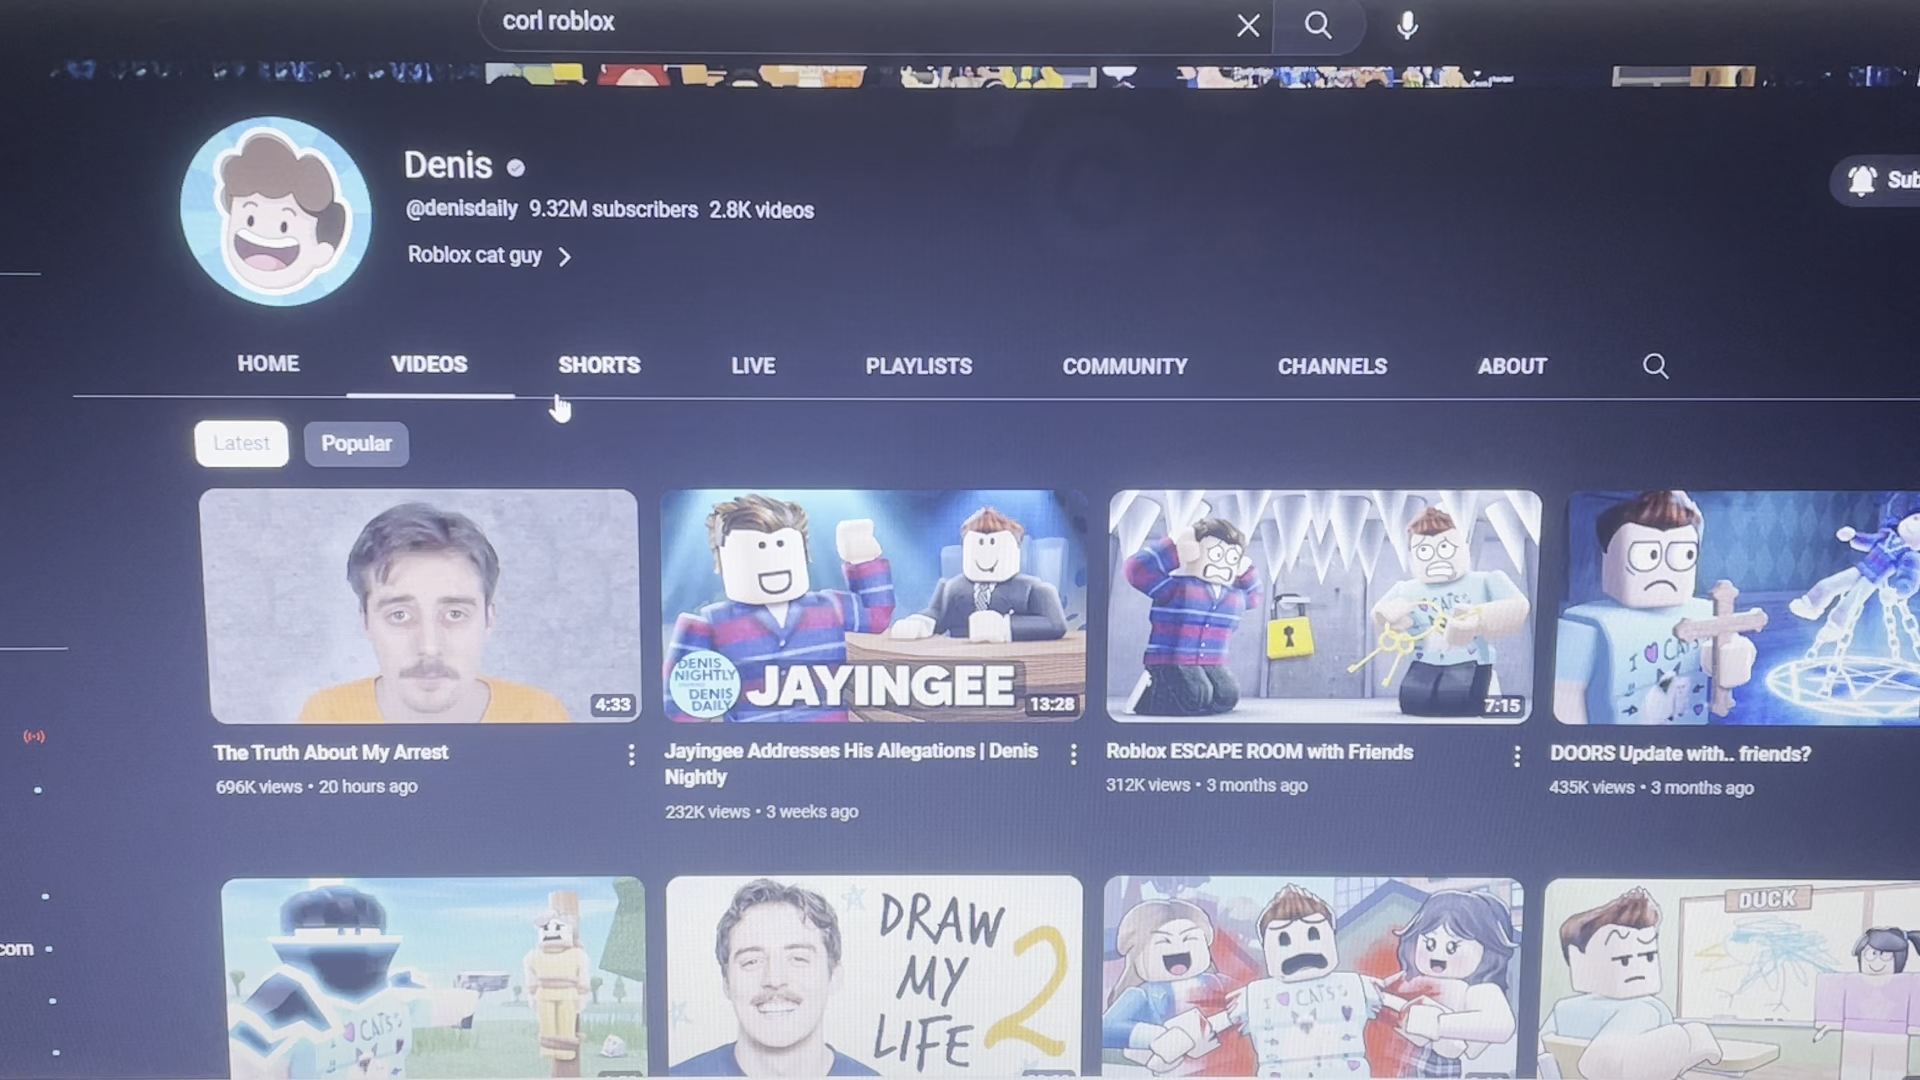 corl roblox
Denis
@denisdaily 9.32M subscribers 2.8K videos
Roblox cat guy
Sub
HOME VIDEOS SHORTS LIVE PLAYLISTS COMMUNITY CHANNELS ABOUT
Latest Popular
I CATS
DENIS
NIGHTLY
DENIS
DAILY
JAYINGEE
4:33
13:28
7:15
The Truth About My Arrest
696K views • 20 hours ago
Jayingee Addresses His Allegations | Denis
Nightly
232K views • 3 weeks ago
Roblox ESCAPE ROOM with Friends
312K views • 3 months ago
DOORS Update with.. friends?
435K views • 3 months ago
com
DRAW
MY
LIFE
2
I CATS
I CATS
DUCK